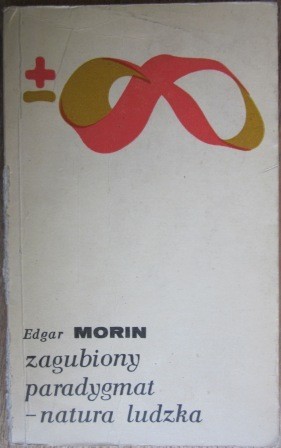 ±
Edgar MORIN
zagubiony
paradygmat
– natura ludzka